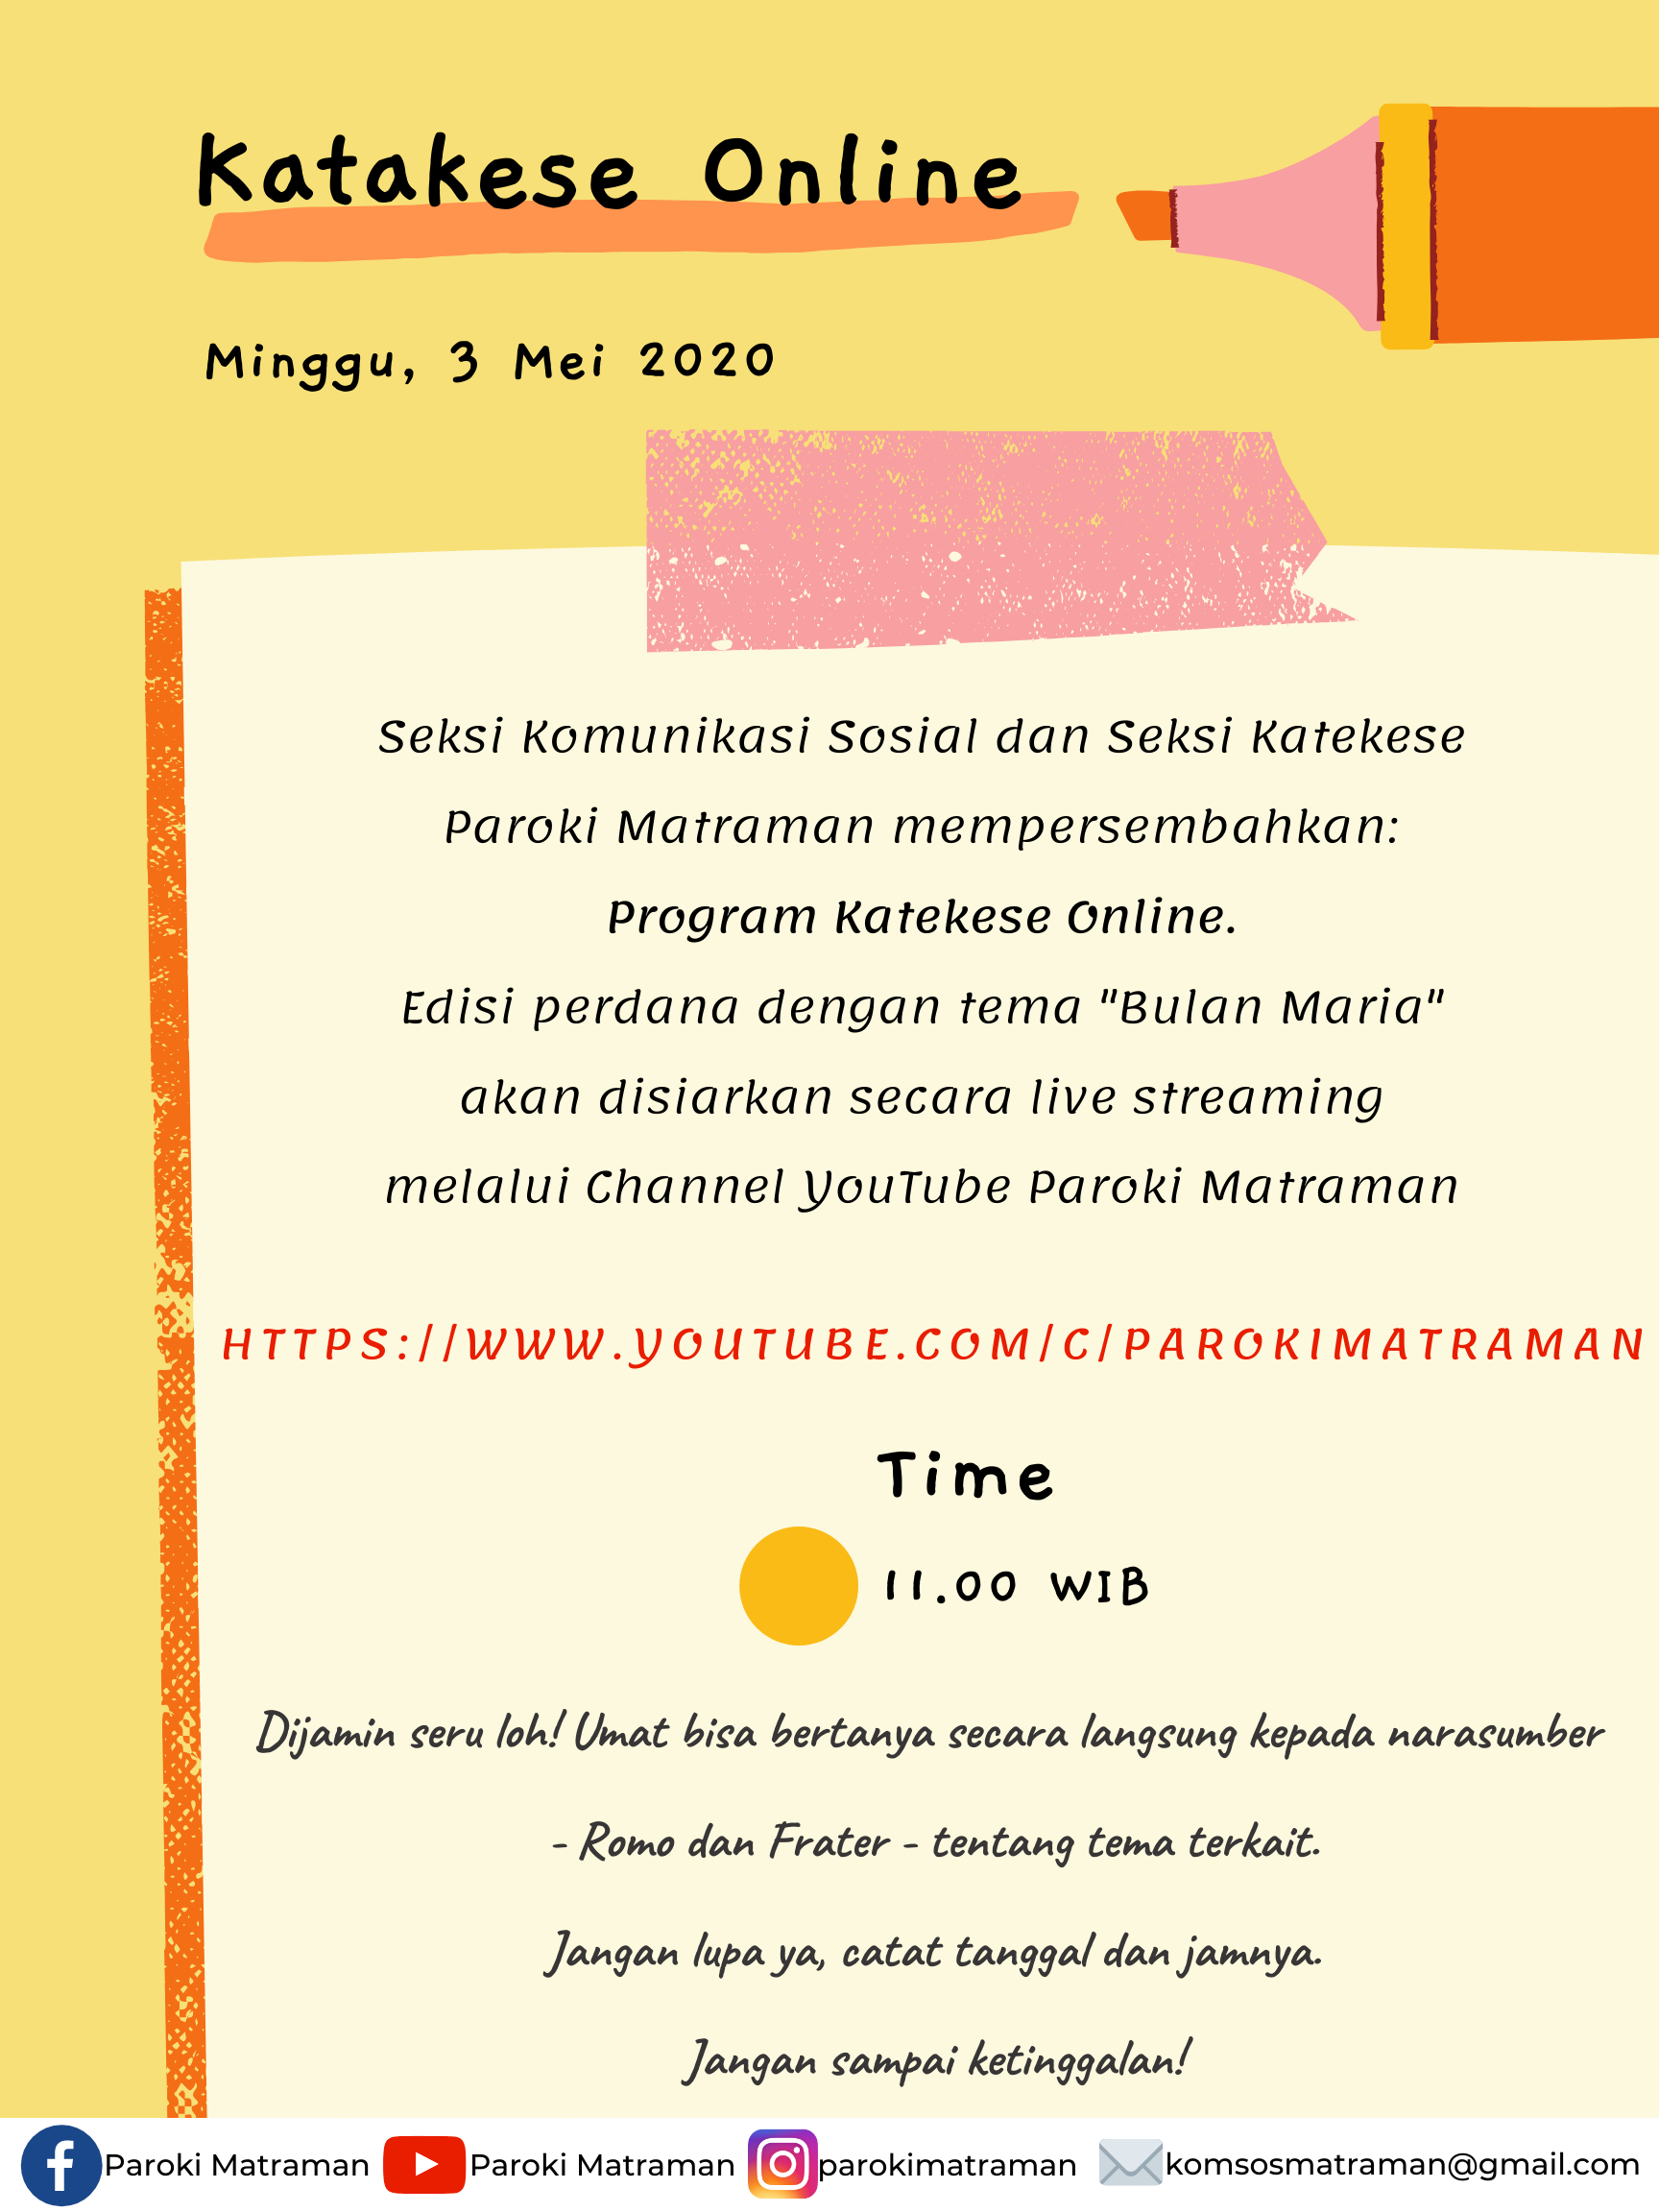 Katakese Online
Minggu, 3 Mei 2020
Seksi Komunikasi Sosial dan Seksi Katekese
Paroki Matraman mempersembahkan:
Program Katekese Online.
Edisi perdana dengan tema "Bulan Maria"
akan disiarkan secara live streaming
melalui Channel YouTube Paroki Matraman
HTTPS://WWW.YOUTUBE.COM/C/PAROKIMATRAMAN
Time
11.00 WIB
Dijamin seru loh! Umat bisa bertanya secara langsung kepada narasumber
- Romo dan Frater - tentang tema terkait.
Jangan lupa ya, catat tanggal dan jamnya.
Jangan sampai ketinggalan!
Paroki Matraman Paroki Matraman parokimatraman komsosmatraman@gmail.com